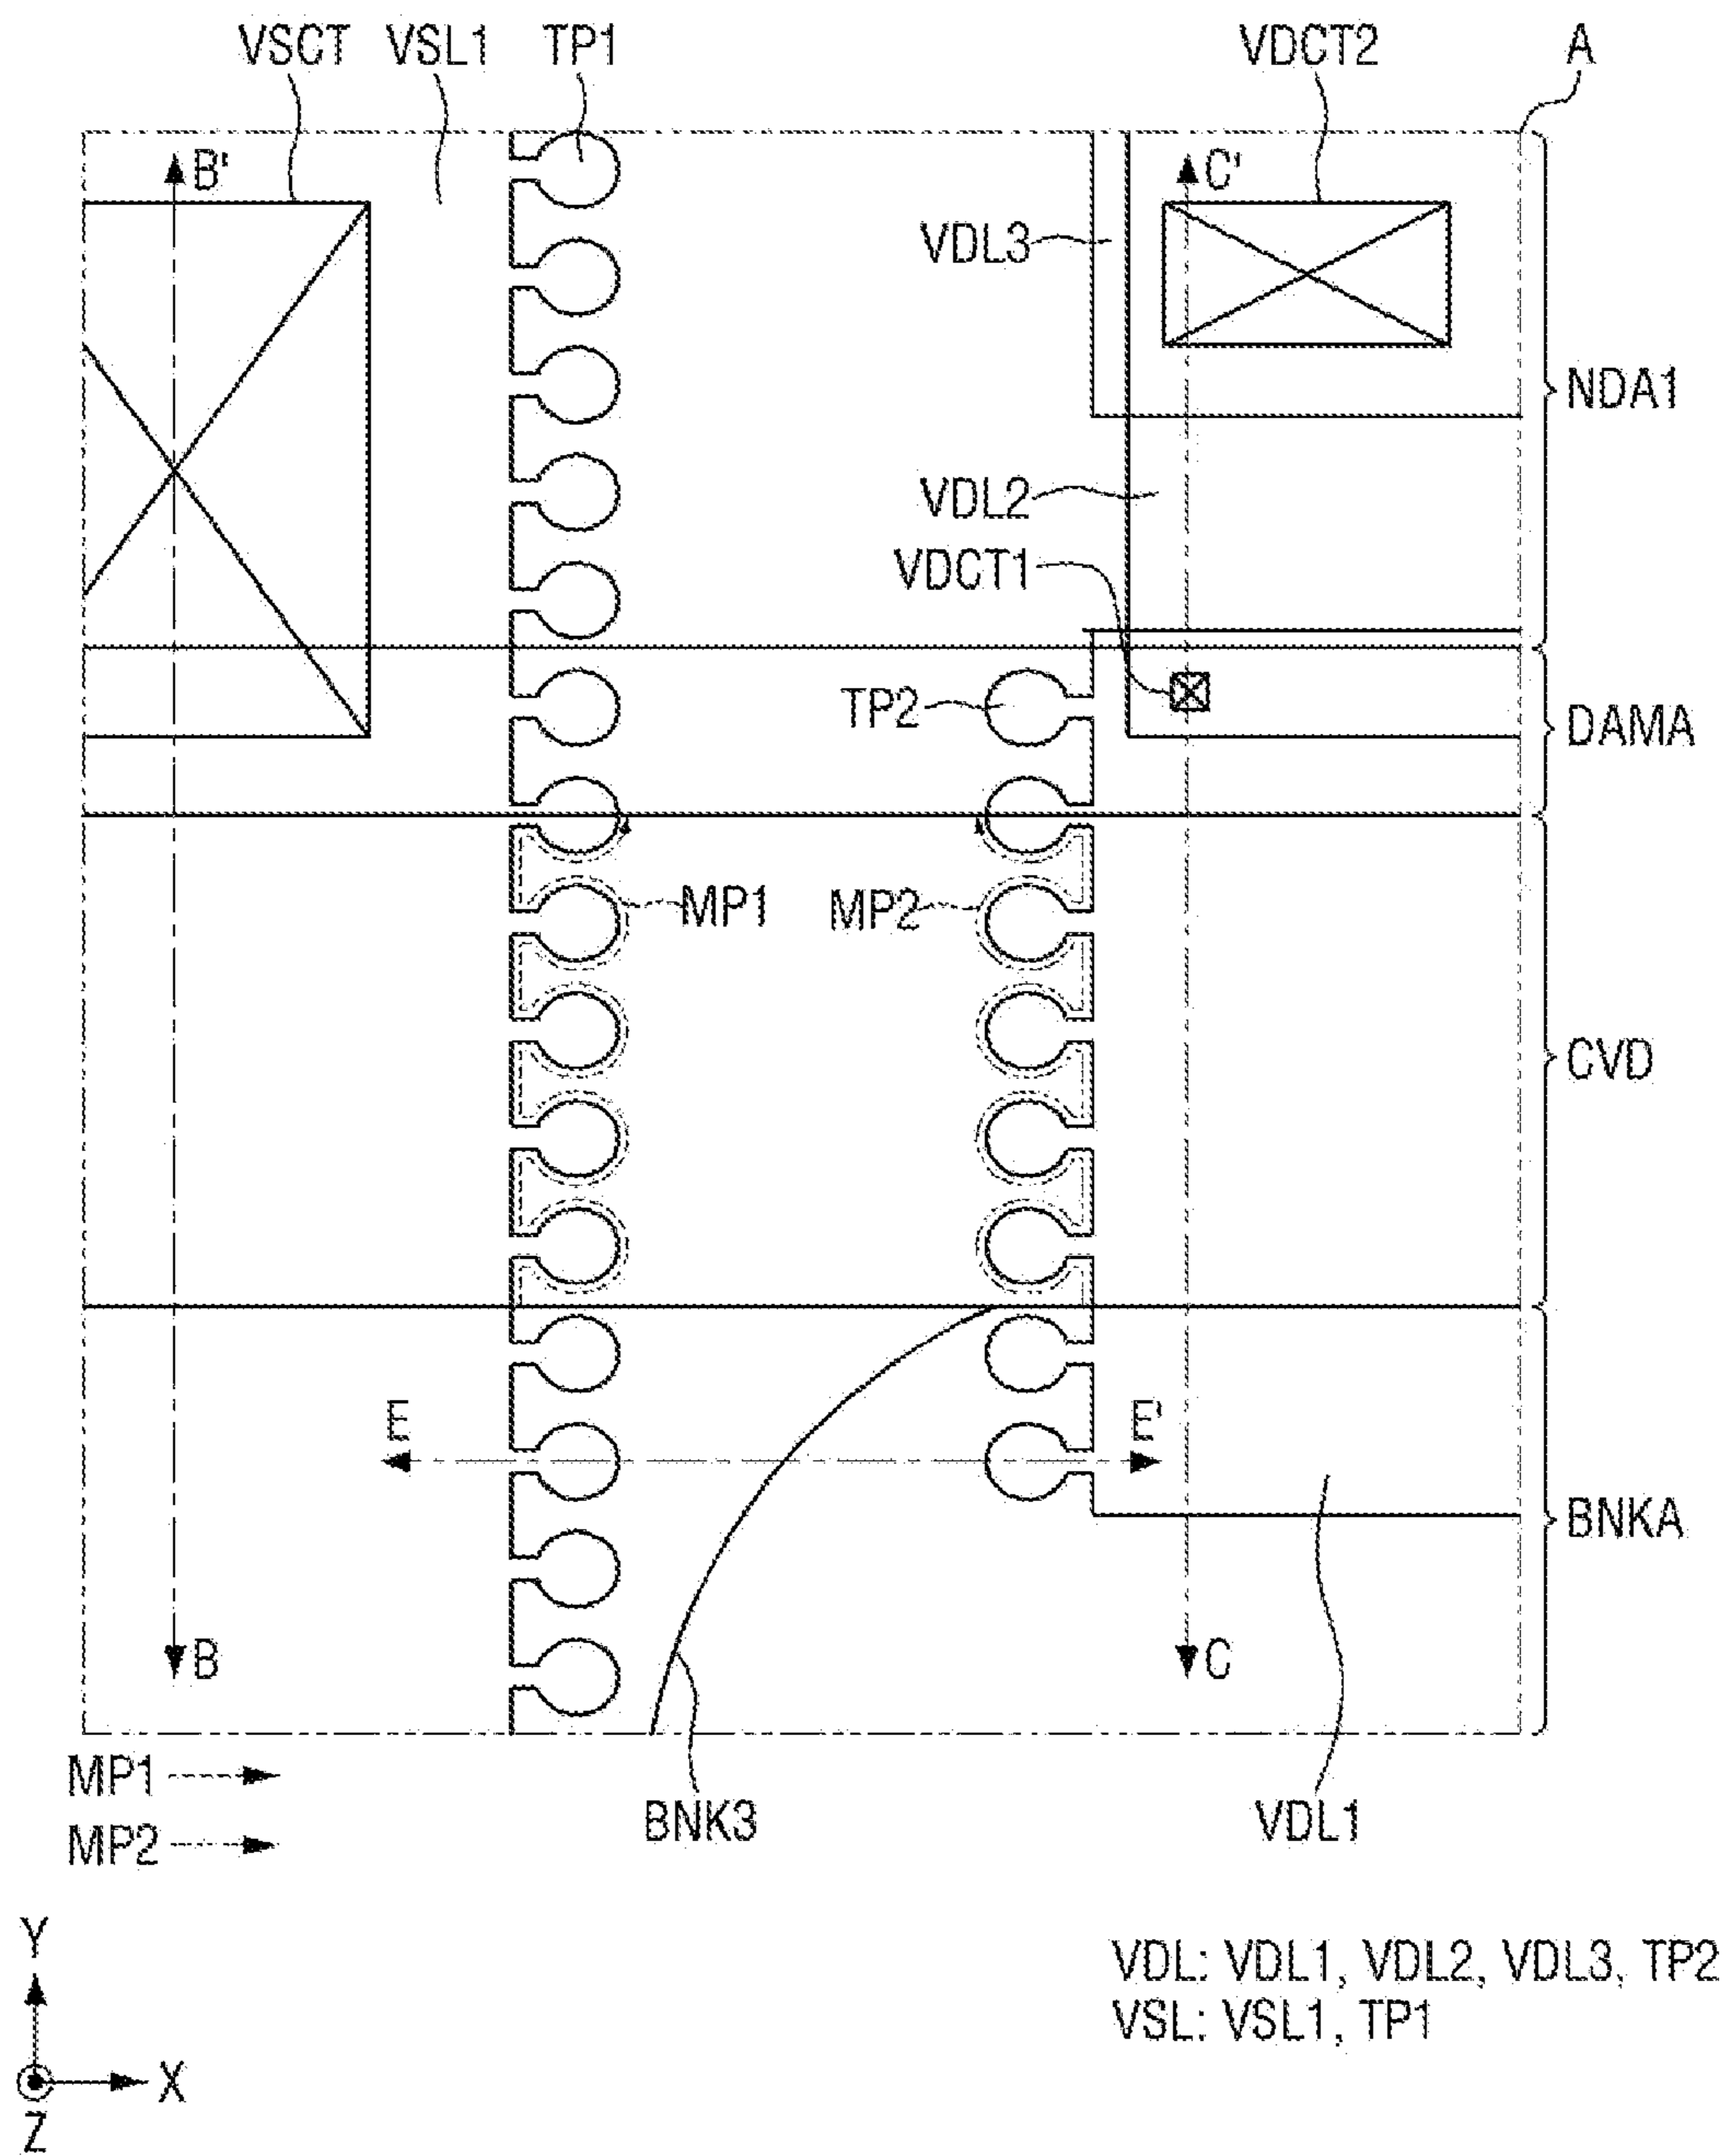 VSCT VSL1 TP1 VDCT2 A
B' C'
VDL3
NDA1
VDL2
VDCT1
TP2 DAMA
MP1 MP2
CVD
E E'
BNKA
B C
MP1
MP2
BNK3 VDL1
Y
X
Z
VDL: VDL1, VDL2, VDL3, TP2
VSL: VSL1, TP1